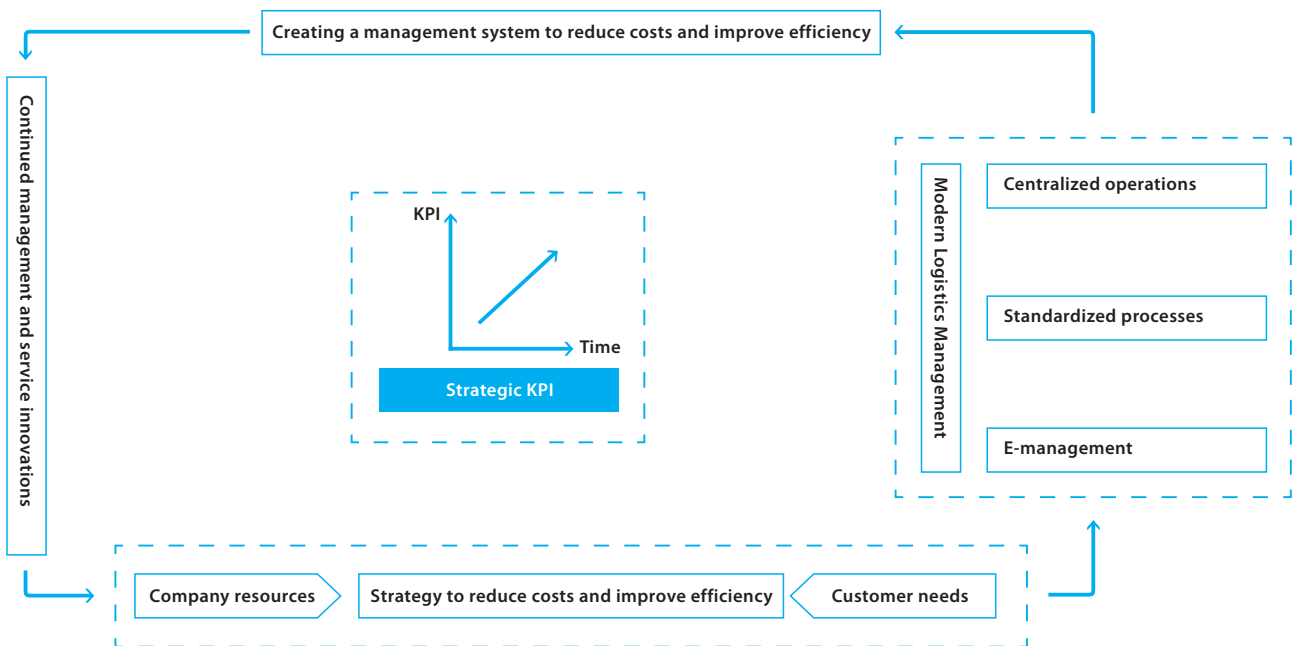 Creating a management system to reduce costs and improve efficiency
Continued management and service innovations
KPI
Time
Strategic KPI
Modern Logistics Management
Centralized operations
Standardized processes
E-management
Company resources
Strategy to reduce costs and improve efficiency
Customer needs